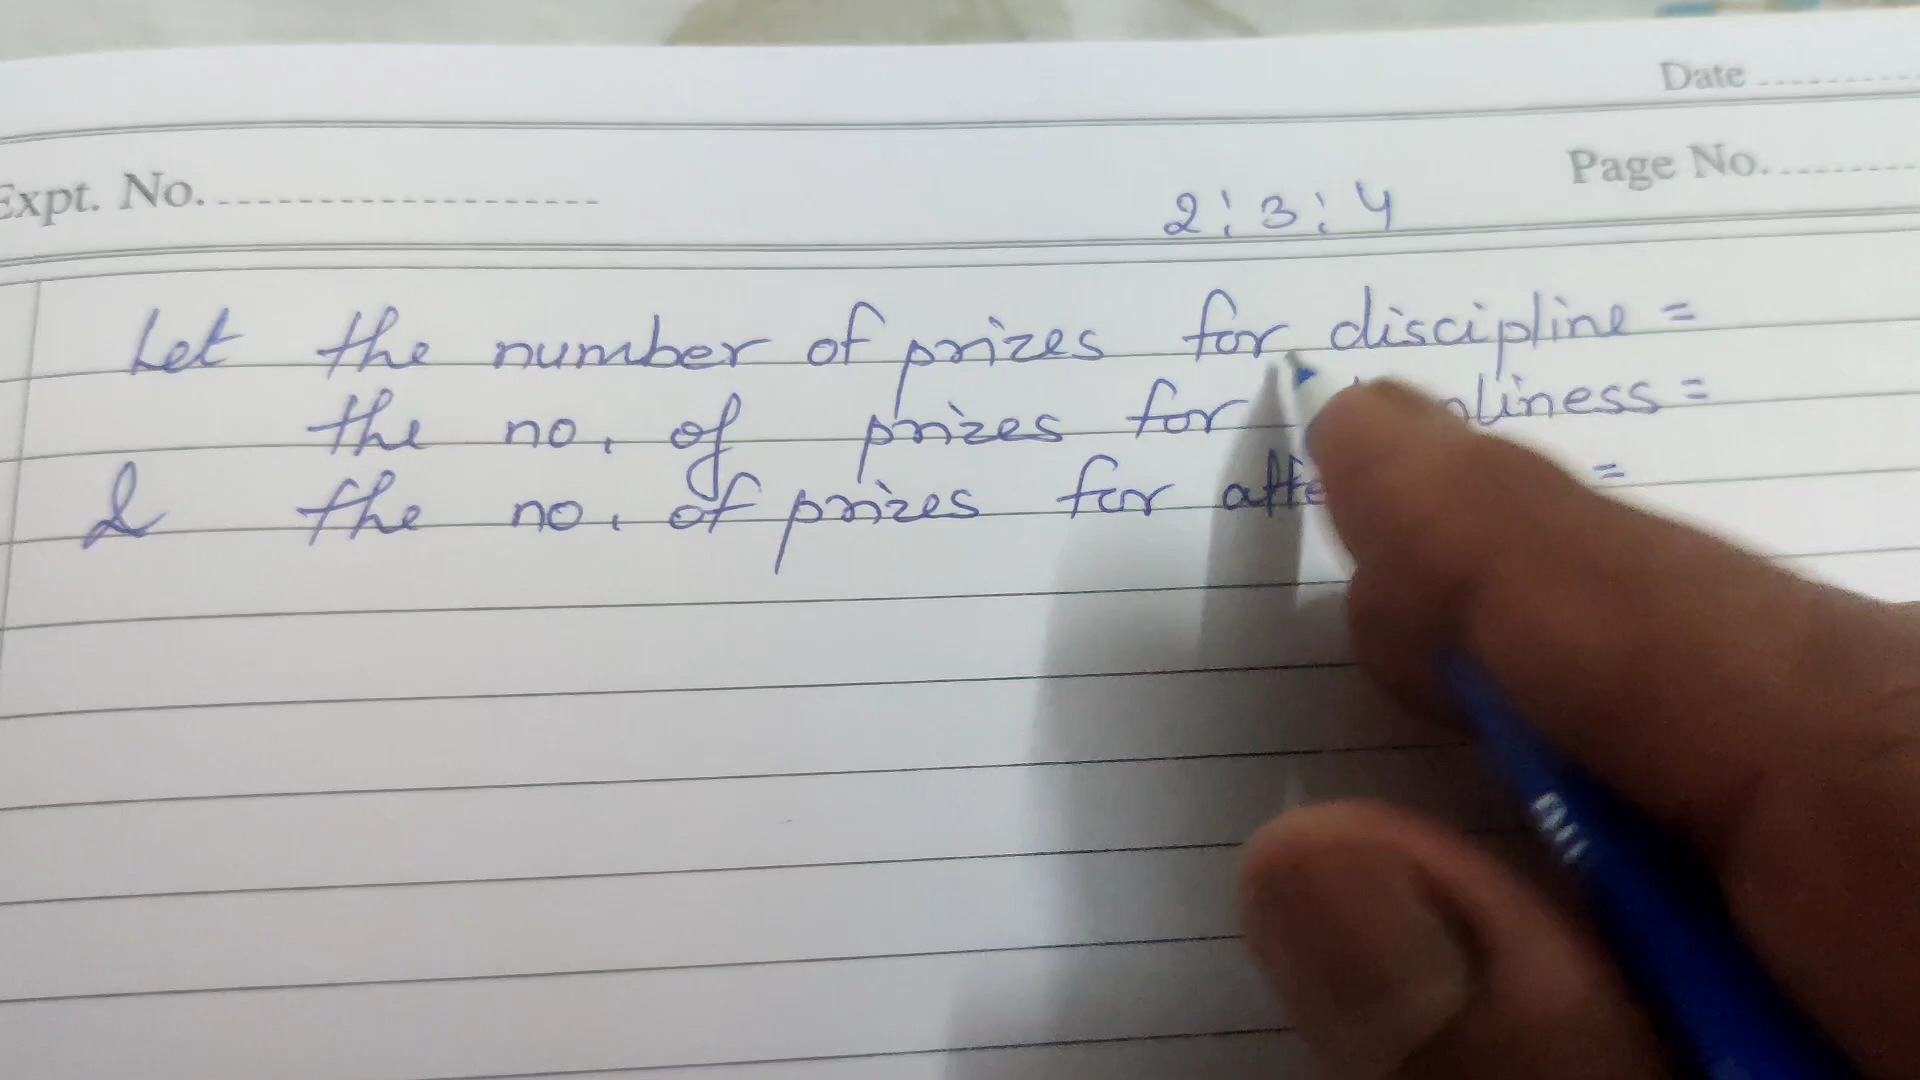 Date
Expt. No.
Page No.
2:3:4
Let the number of prizes for discipline =
the no. of prizes for =
& the no. of prizes for =